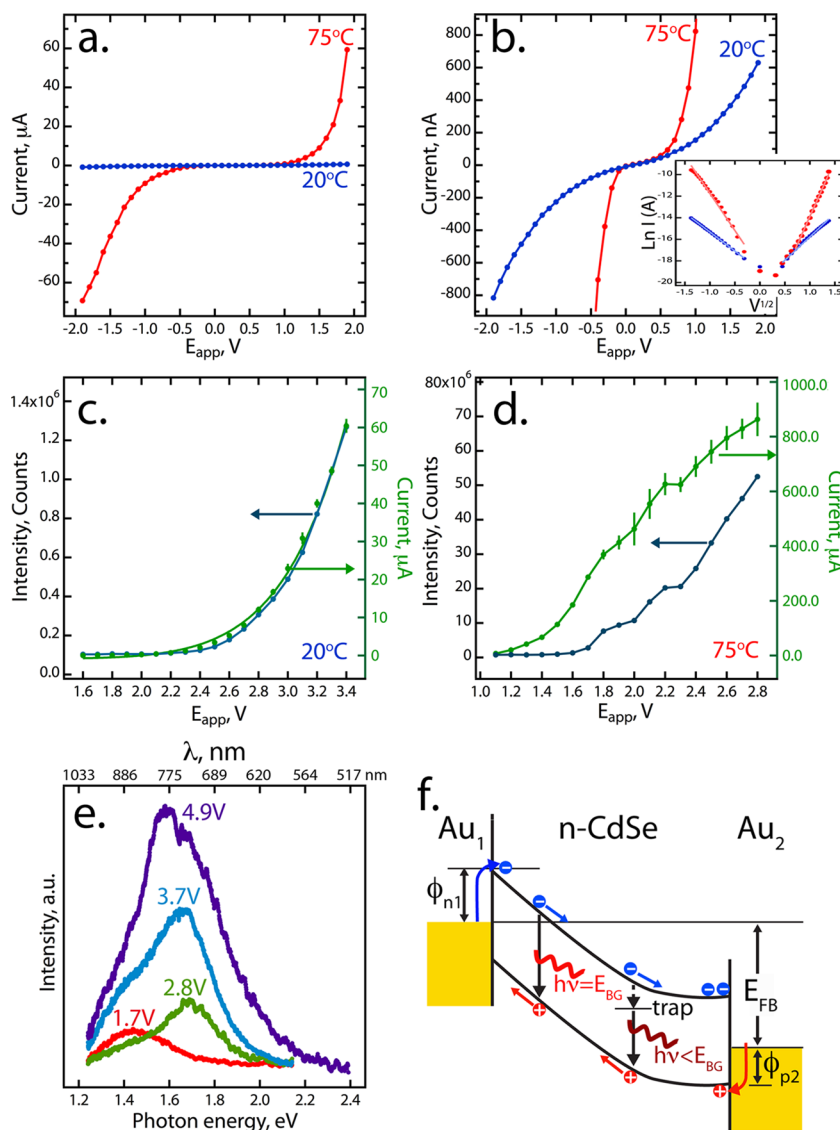 a.
75°C
20°C
Current, µA
60
40
20
0
-20
-40
-60
-2.0 -1.5 -1.0 -0.5 0.0 0.5 1.0 1.5 2.0
E_app, V
b.
75°C
20°C
Current, nA
800
600
400
200
0
-200
-400
-600
-800
-2.0 -1.5 -1.0 -0.5 0.0 0.5 1.0 1.5 2.0
E_app, V
Ln I (A)
-10
-12
-14
-16
-18
-20
-1.5 -1.0 -0.5 0.0 0.5 1.0 1.5
V^1/2
c.
Intensity, Counts
1.4x10^6
1.2
1.0
0.8
0.6
0.4
0.2
0.1
0.0
70
60
50
40
30
20
10
0
Current, µA
20°C
1.6 1.8 2.0 2.2 2.4 2.6 2.8 3.0 3.2 3.4
E_app, V
d.
Intensity, Counts
80x10^6
70
60
50
40
30
20
10
0
1000.0
800.0
600.0
400.0
200.0
0.0
Current, µA
75°C
1.0 1.2 1.4 1.6 1.8 2.0 2.2 2.4 2.6 2.8
E_app, V
λ, nm
1033 886 775 689 620 564 517 nm
e.
4.9V
3.7V
2.8V
1.7V
Intensity, a.u.
1.2 1.4 1.6 1.8 2.0 2.2 2.4
Photon energy, eV
f.
Au1 n-CdSe Au2
ϕn1
hν=E_BG
trap
hν<E_BG
E_FB
ϕp2